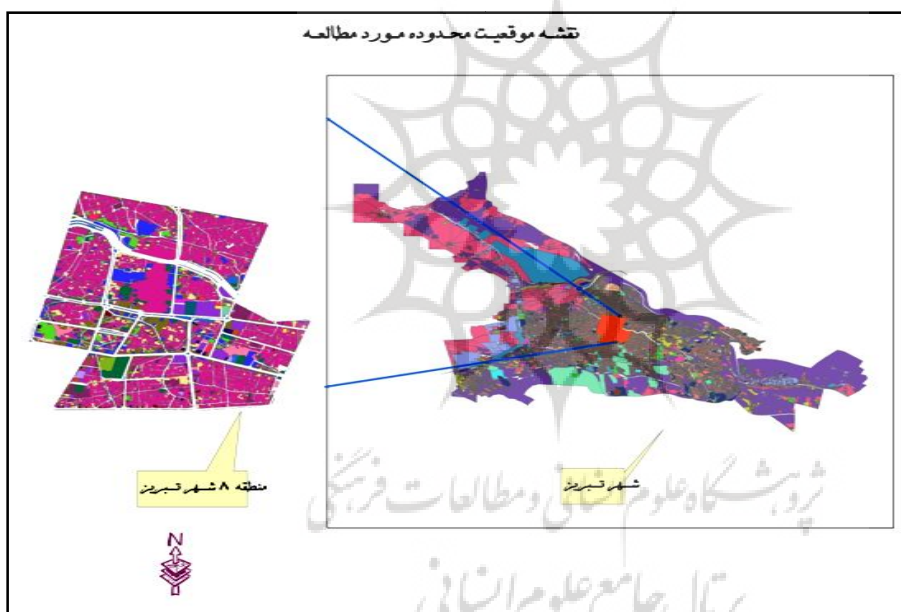 نقشه موقعیت محدوده مورد مطالعه
منطقه ۸ شهر تبریز
شهر تبریز
N
پژوهشگاه علوم انسانی و مطالعات فرهنگی
پرتال جامع علوم انسانی